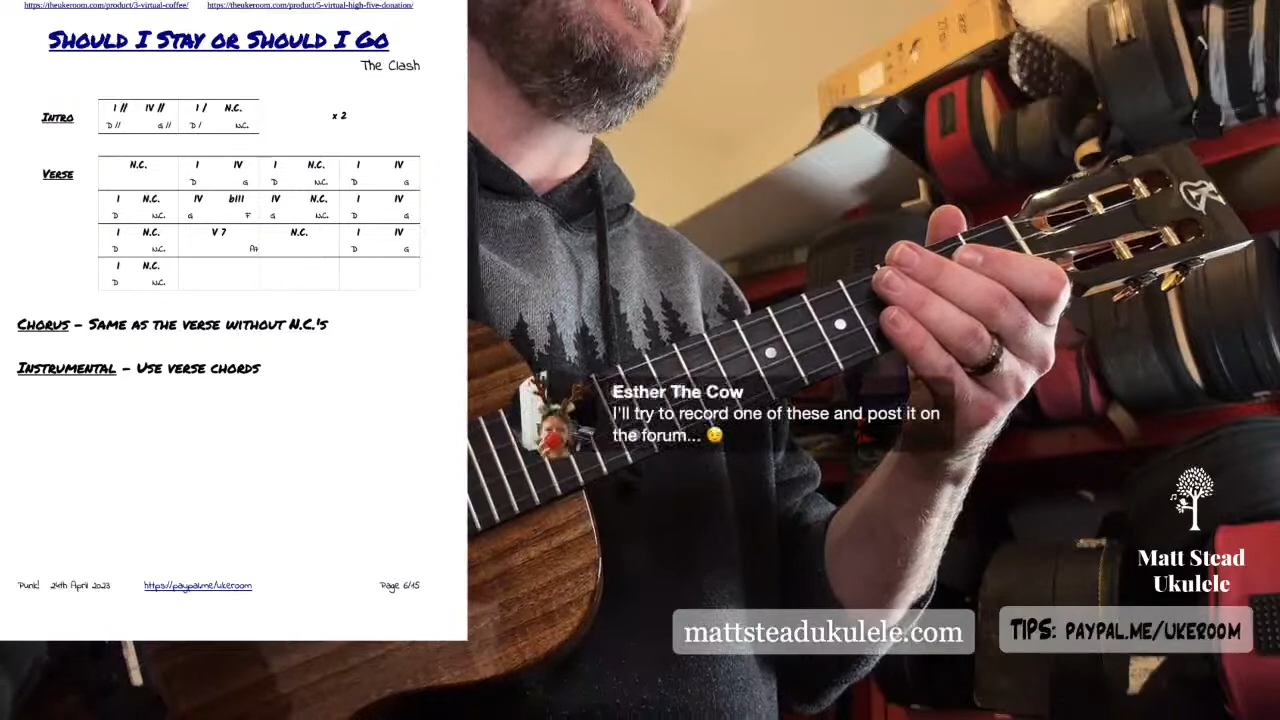 https://theukeroom.com/product/3-virtual-coffee/ https://theukeroom.com/product/5-virtual-high-five-donation/
Should I Stay or Should I Go
The Clash
Intro
I // IV // I / N.C.
D // G // D / N.C.
x 2
Verse
N.C. I IV I N.C. I IV
D G D N.C. D G
I N.C. IV bIII IV N.C. I IV
D N.C. G F G N.C. D G
I N.C. V 7 N.C. I IV
D N.C. A7 D G
I N.C.
D N.C.
Chorus – Same as the verse without N.C.'s
Instrumental – Use verse chords
Punk! 24th April 2023 https://paypal.me/ukeroom Page 6/15
Esther The Cow
I'll try to record one of these and post it on
the forum... 😉
Matt Stead
Ukulele
mattsteadukulele.com
TIPS: PAYPAL.ME/UKEROOM